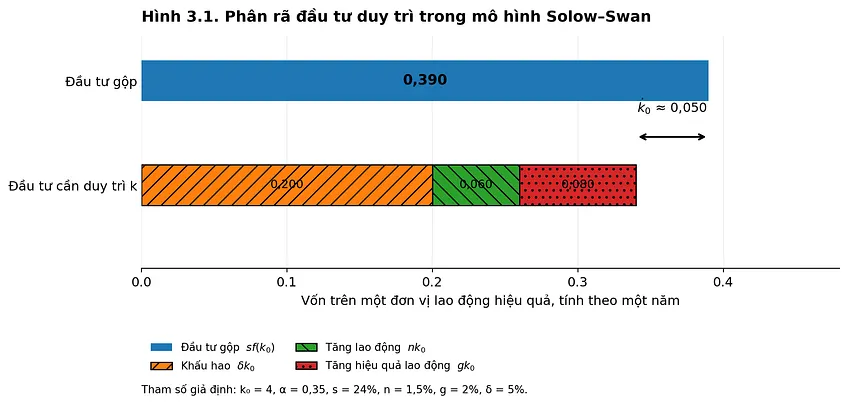 Hình 3.1. Phân rã đầu tư duy trì trong mô hình Solow–Swan
Đầu tư gộp
0,390
k̇₀ ≈ 0,050
Đầu tư cần duy trì k
0,200
0,060
0,080
0.0
0.1
0.2
0.3
0.4
Vốn trên một đơn vị lao động hiệu quả, tính theo một năm
Đầu tư gộp sf(k₀)
Khấu hao δk₀
Tăng lao động nk₀
Tăng hiệu quả lao động gk₀
Tham số giả định: k₀ = 4, α = 0,35, s = 24%, n = 1,5%, g = 2%, δ = 5%.